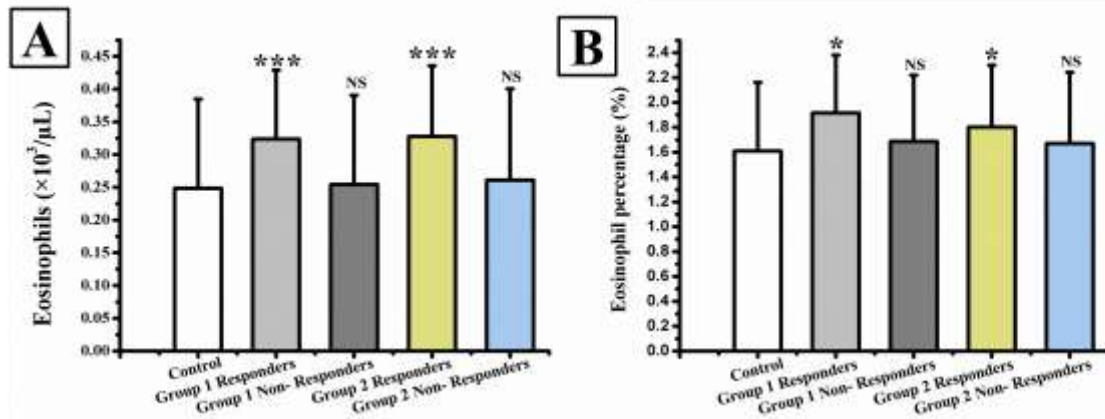 A
Eosinophils (×10³/μL)
0.45
0.40
0.35
0.30
0.25
0.20
0.15
0.10
0.05
0.00
***
NS
***
NS
Control
Group 1 Responders
Group 1 Non- Responders
Group 2 Responders
Group 2 Non- Responders
B
Eosinophil percentage (%)
2.4
2.2
2.0
1.8
1.6
1.4
1.2
1.0
0.8
0.6
0.4
0.2
0.0
*
NS
*
NS
Control
Group 1 Responders
Group 1 Non- Responders
Group 2 Responders
Group 2 Non- Responders